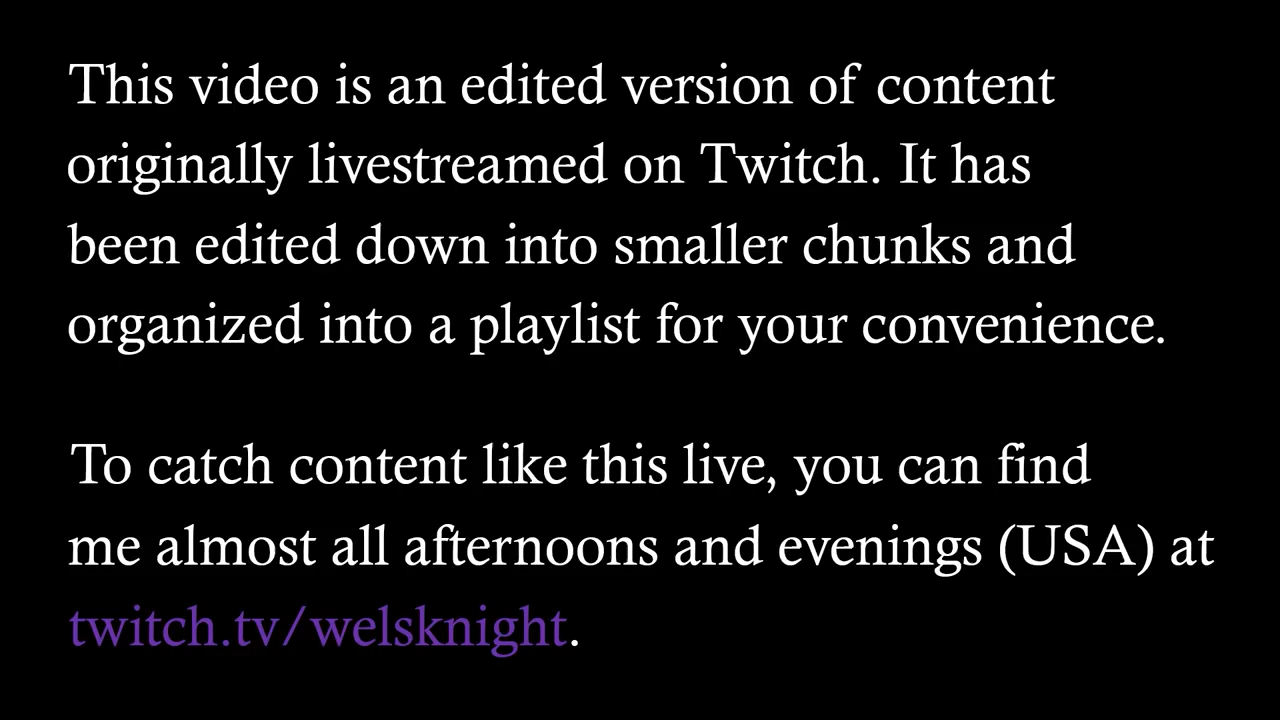 This video is an edited version of content
originally livestreamed on Twitch. It has
been edited down into smaller chunks and
organized into a playlist for your convenience.
To catch content like this live, you can find
me almost all afternoons and evenings (USA) at
twitch.tv/welsknight.